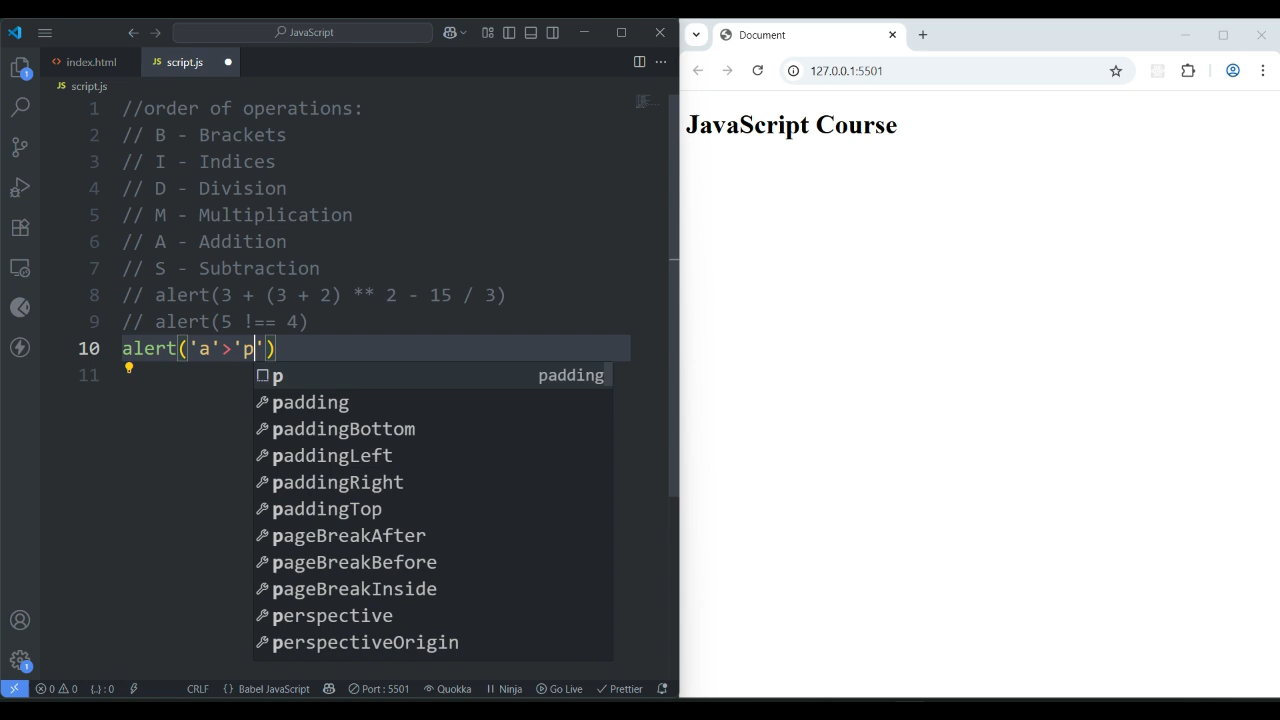 JavaScript
index.html
script.js
script.js
1 //order of operations:
2 // B - Brackets
3 // I - Indices
4 // D - Division
5 // M - Multiplication
6 // A - Addition
7 // S - Subtraction
8 // alert(3 + (3 + 2) ** 2 - 15 / 3)
9 // alert(5 !== 4)
10 alert('a'>'p')
11
p padding
padding
paddingBottom
paddingLeft
paddingRight
paddingTop
pageBreakAfter
pageBreakBefore
pageBreakInside
perspective
perspectiveOrigin
0 0 {..} : 0 CRLF {} Babel JavaScript Port : 5501 Quokka Ninja Go Live Prettier
Document
127.0.0.1:5501
JavaScript Course